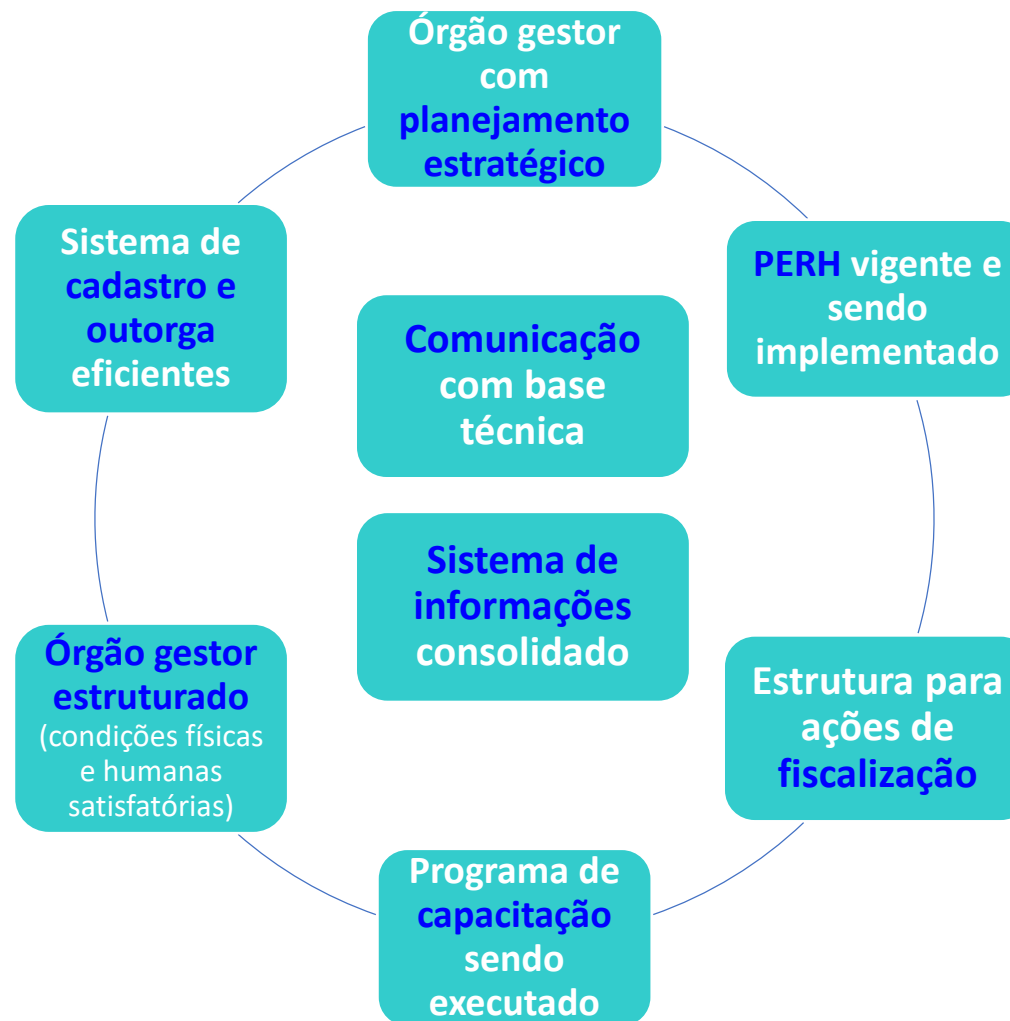 Órgão gestor
com
planejamento
estratégico
Sistema de
cadastro e
outorga
eficientes
PERH vigente e
sendo
implementado
Comunicação
com base
técnica
Sistema de
informações
consolidado
Órgão gestor
estruturado
(condições físicas
e humanas
satisfatórias)
Estrutura para
ações de
fiscalização
Programa de
capacitação
sendo
executado